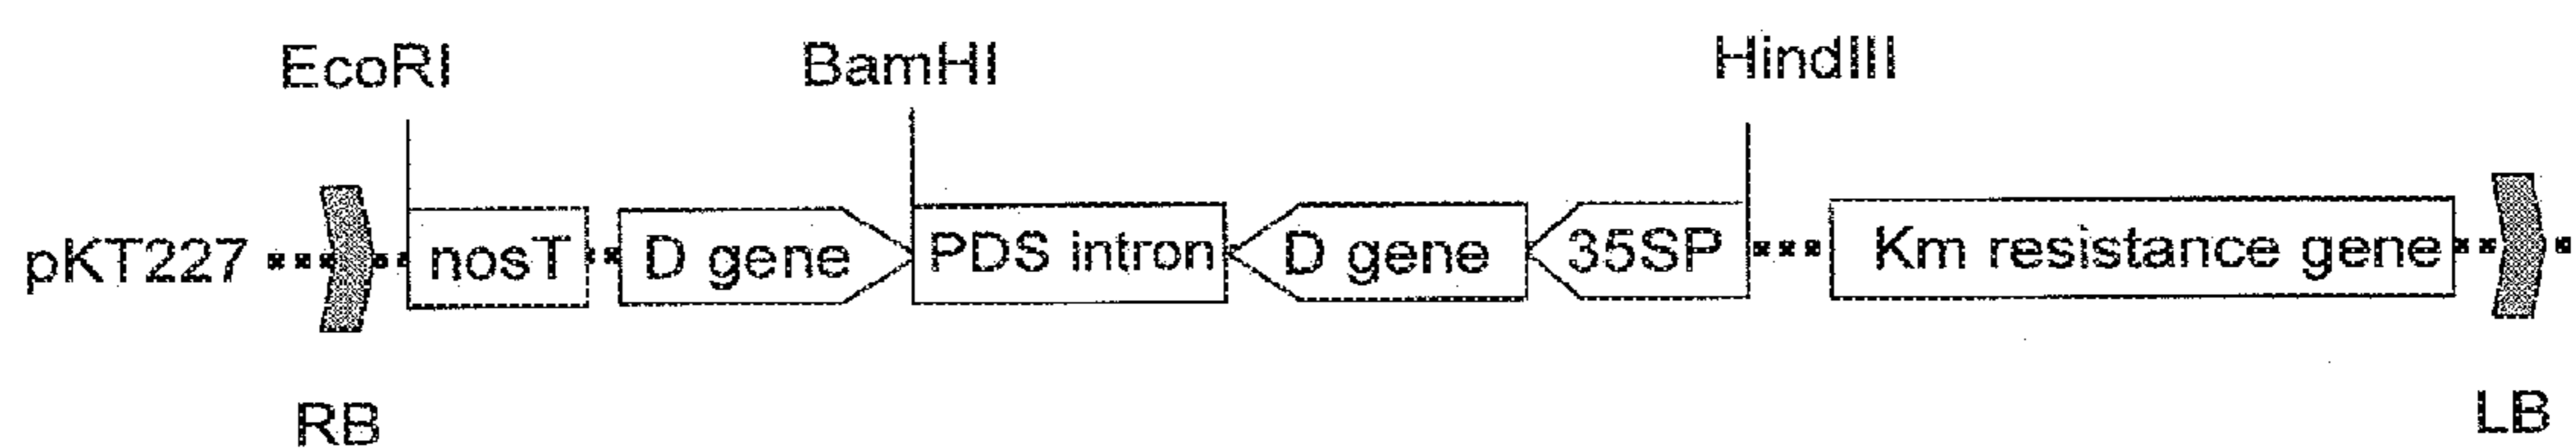 EcoRI BamHI HindIII
pKT227 nosT D gene PDS intron D gene 35SP Km resistance gene
RB LB